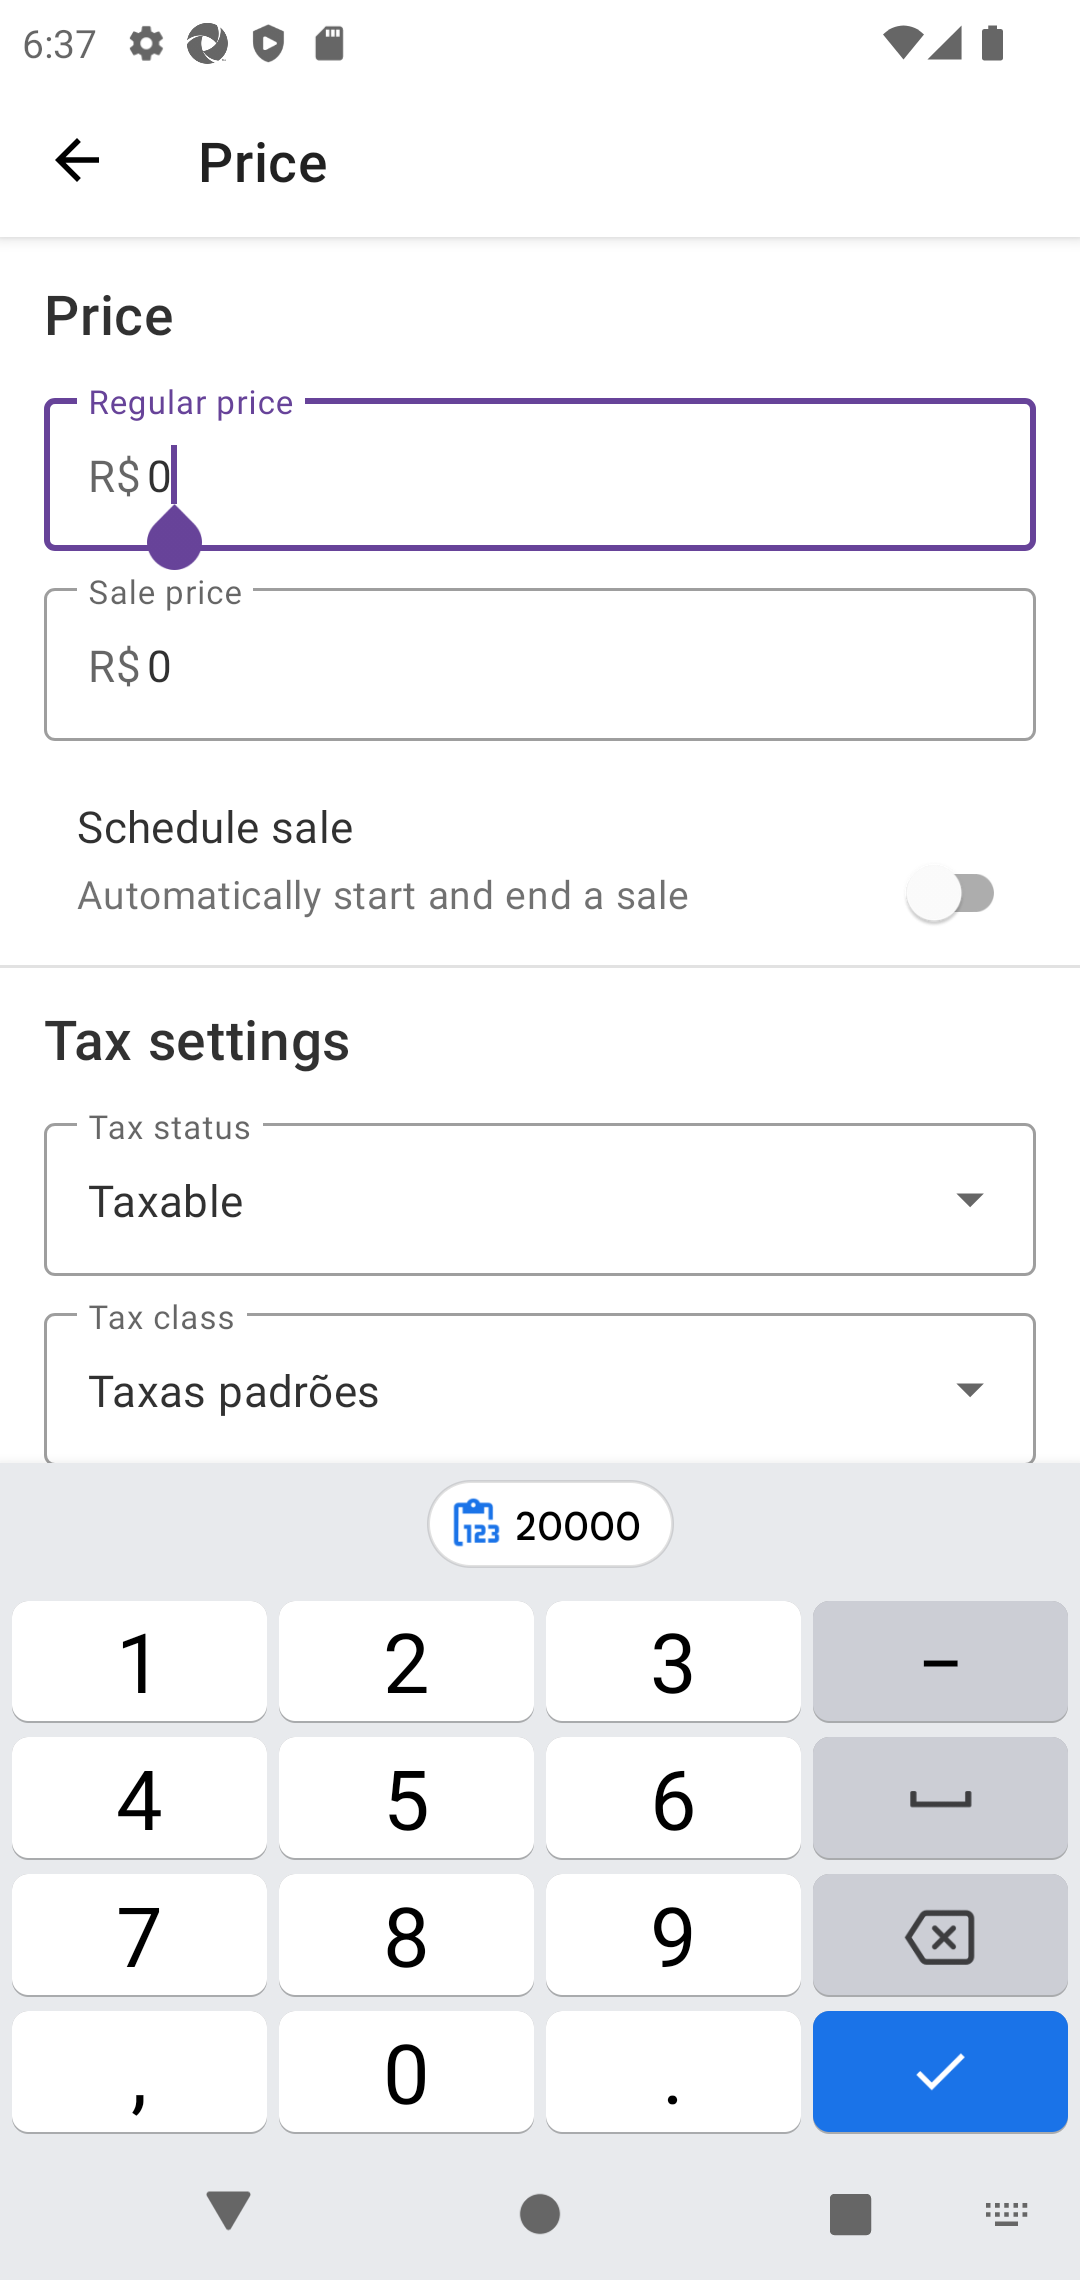 6:37
Price
Price
Regular price
R$ 0
Sale price
R$ 0
Schedule sale
Automatically start and end a sale
Tax settings
Tax status
Taxable
Tax class
Taxas padrões
123 20000
1 2 3 –
4 5 6
7 8 9
, 0 .